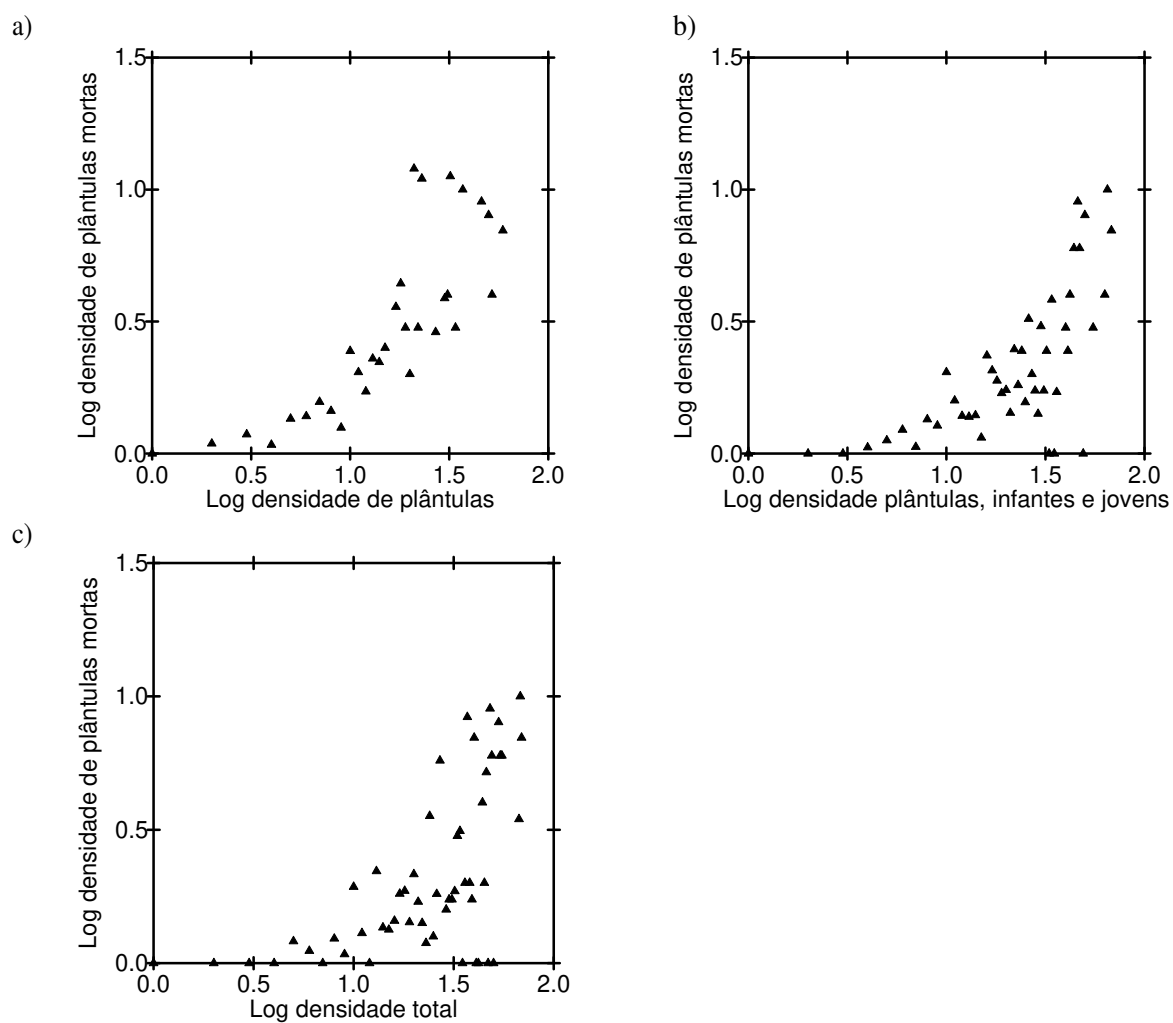 a)
1.5
1.0
0.5
0.0
0.0 0.5 1.0 1.5 2.0
Log densidade de plântulas mortas
Log densidade de plântulas
b)
1.5
1.0
0.5
0.0
0.0 0.5 1.0 1.5 2.0
Log densidade de plântulas mortas
Log densidade plântulas, infantes e jovens
c)
1.5
1.0
0.5
0.0
0.0 0.5 1.0 1.5 2.0
Log densidade de plântulas mortas
Log densidade total